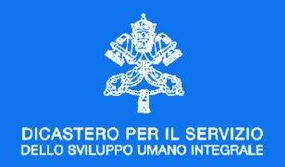 DICASTERO PER IL SERVIZIO
DELLO SVILUPPO UMANO INTEGRALE